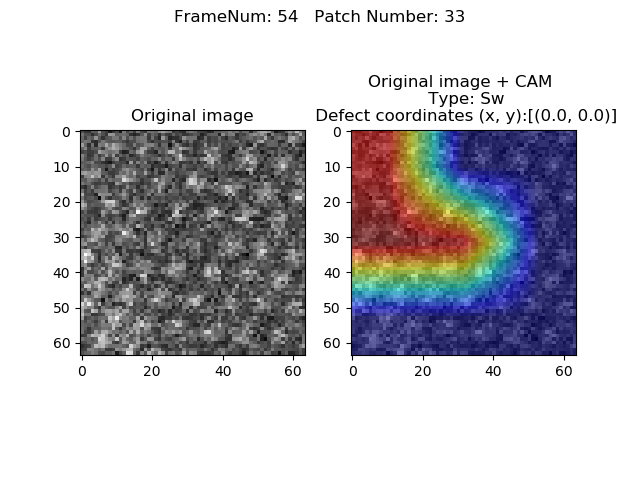 FrameNum: 54   Patch Number: 33
Original image
Original image + CAM
Type: Sw
Defect coordinates (x, y):[(0.0, 0.0)]
0
10
20
30
40
50
60
0 20 40 60
0
10
20
30
40
50
60
0 20 40 60